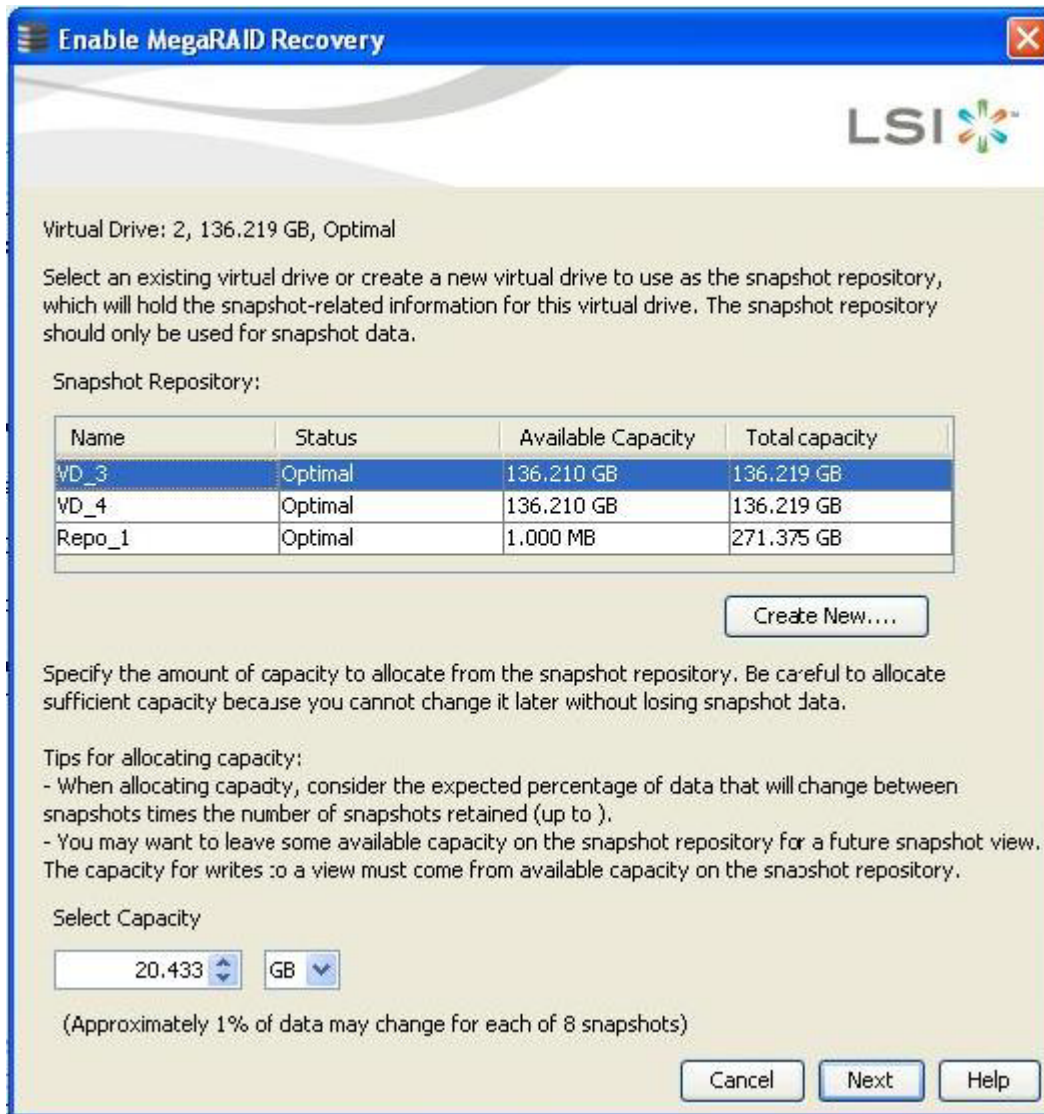 Enable MegaRAID Recovery
LSI
Virtual Drive: 2, 136.219 GB, Optimal
Select an existing virtual drive or create a new virtual drive to use as the snapshot repository,
which will hold the snapshot-related information for this virtual drive. The snapshot repository
should only be used for snapshot data.
Snapshot Repository:
Name Status Available Capacity Total capacity
VD_3 Optimal 136.210 GB 136.219 GB
VD_4 Optimal 136.210 GB 136.219 GB
Repo_1 Optimal 1.000 MB 271.375 GB
Create New....
Specify the amount of capacity to allocate from the snapshot repository. Be careful to allocate
sufficient capacity because you cannot change it later without losing snapshot data.
Tips for allocating capacity:
- When allocating capacity, consider the expected percentage of data that will change between
snapshots times the number of snapshots retained (up to ).
- You may want to leave some available capacity on the snapshot repository for a future snapshot view.
The capacity for writes to a view must come from available capacity on the snapshot repository.
Select Capacity
20.433 GB
(Approximately 1% of data may change for each of 8 snapshots)
Cancel Next Help